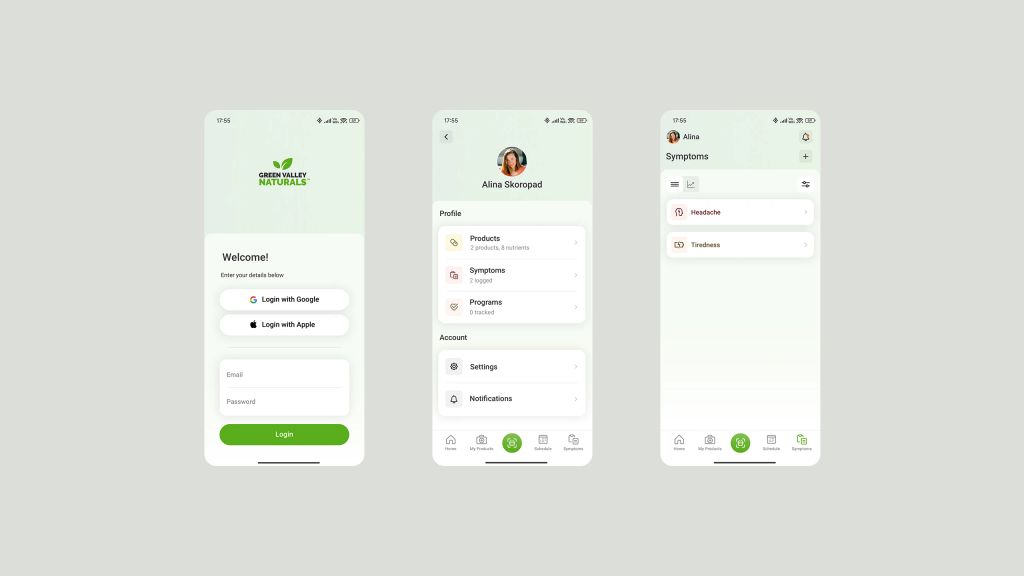 17:55
GREEN VALLEY
NATURALS™
Welcome!
Enter your details below
Login with Google
Login with Apple
Email
Password
Login
17:55
Alina Skoropad
Profile
Products
2 products, 8 nutrients
Symptoms
2 logged
Programs
0 tracked
Account
Settings
Notifications
Home
My Products
Schedule
Symptoms
17:55
Alina
Symptoms
Headache
Tiredness
Home
My Products
Schedule
Symptoms